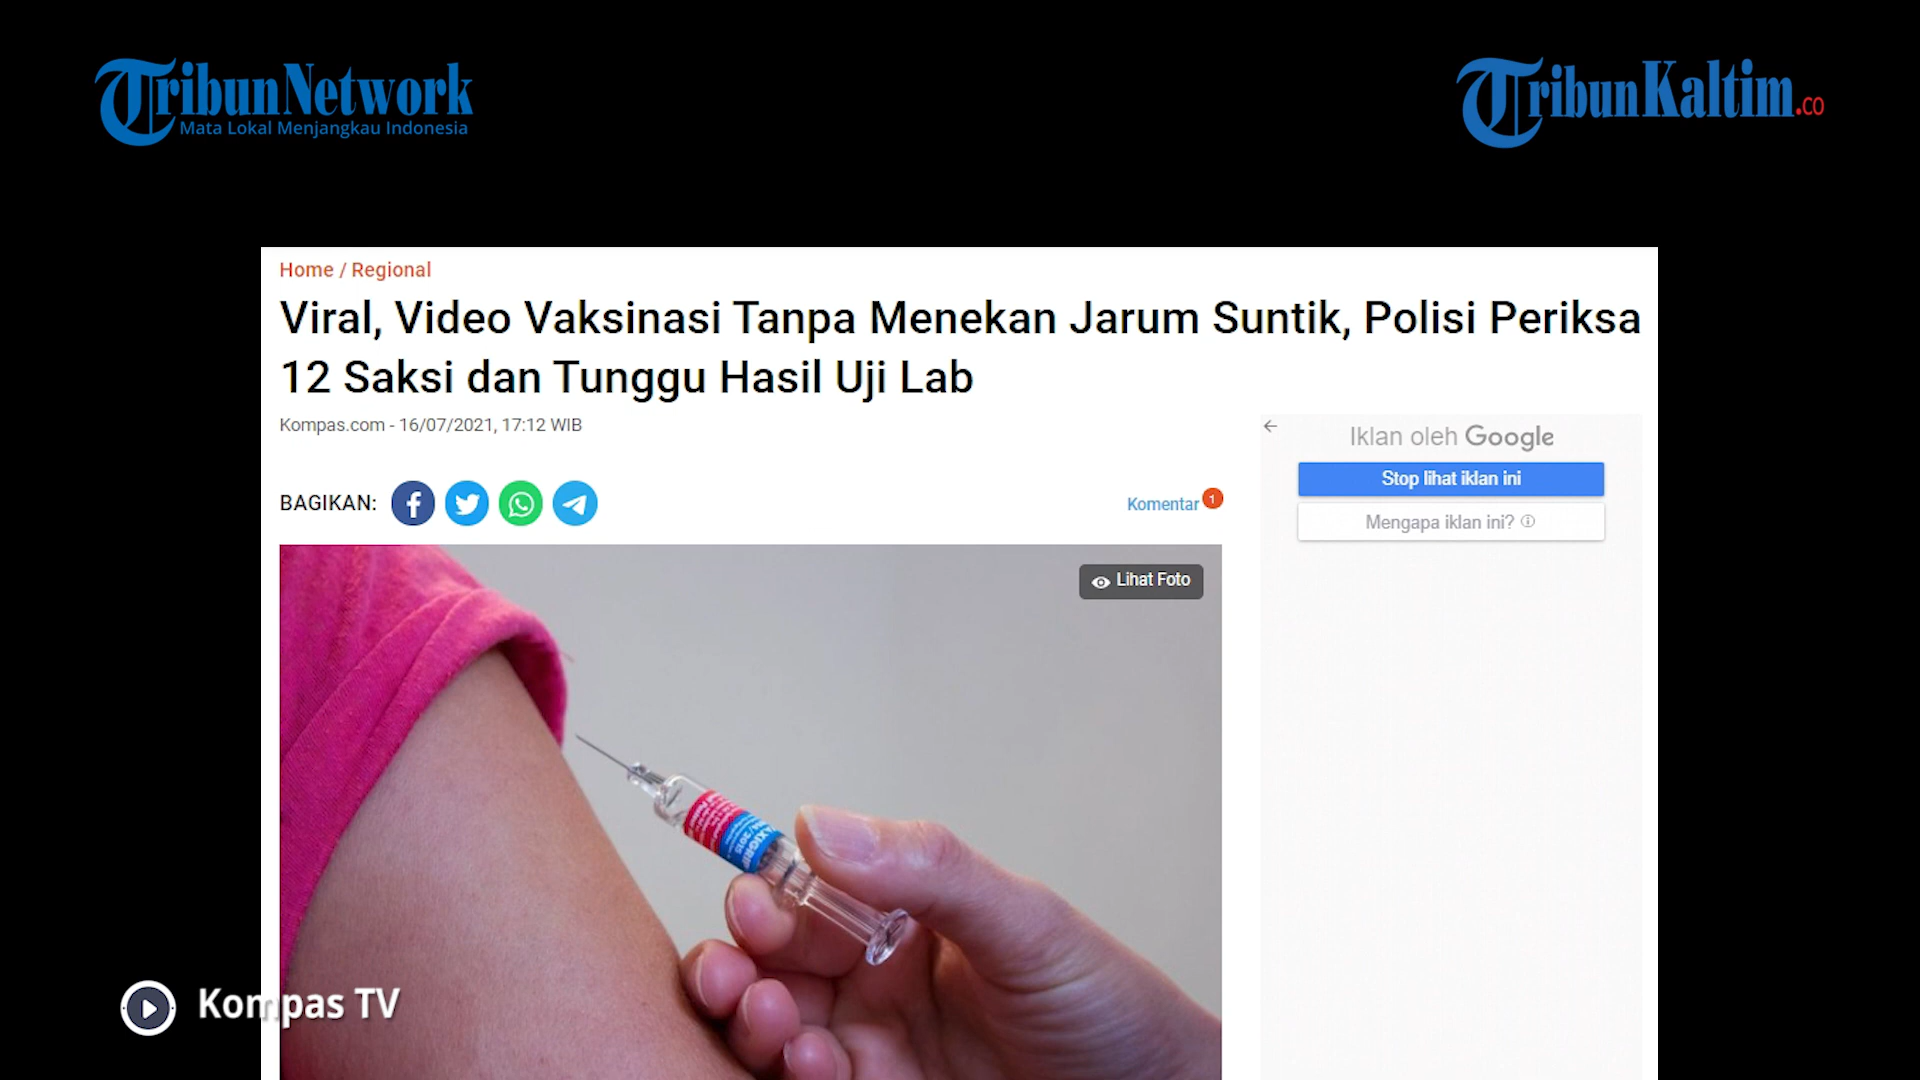 TribunNetwork
Mata Lokal Menjangkau Indonesia
TribunKaltim.co
Home / Regional
Viral, Video Vaksinasi Tanpa Menekan Jarum Suntik, Polisi Periksa
12 Saksi dan Tunggu Hasil Uji Lab
Kompas.com - 16/07/2021, 17:12 WIB
Iklan oleh Google
Stop lihat iklan ini
Mengapa iklan ini?
BAGIKAN:
Komentar 1
Lihat Foto
Kompas TV